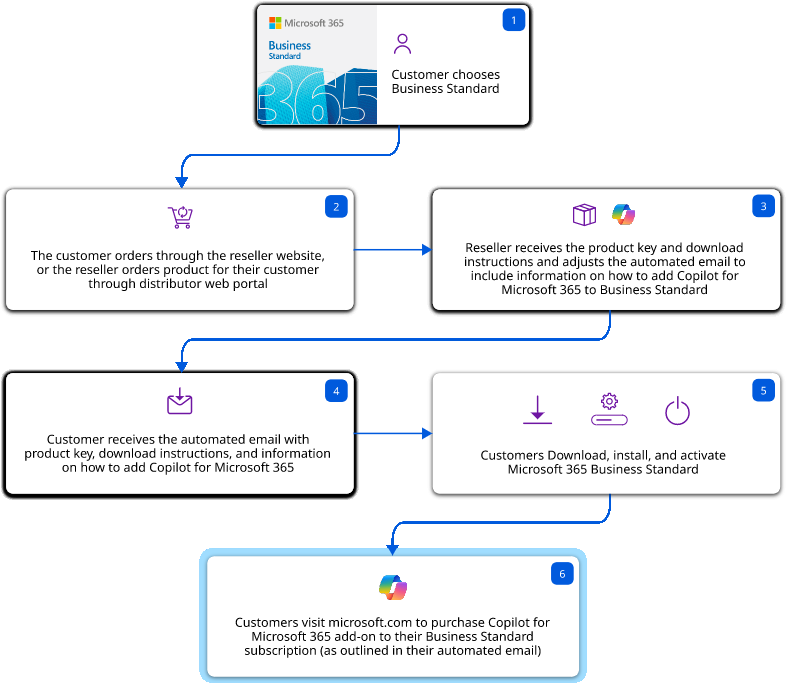 Microsoft 365
Business
Standard
365
1
Customer chooses
Business Standard
2
The customer orders through the reseller website,
or the reseller orders product for their customer
through distributor web portal
3
Reseller receives the product key and download
instructions and adjusts the automated email to
include information on how to add Copilot for
Microsoft 365 to Business Standard
4
Customer receives the automated email with
product key, download instructions, and information
on how to add Copilot for Microsoft 365
5
Customers Download, install, and activate
Microsoft 365 Business Standard
6
Customers visit microsoft.com to purchase Copilot for
Microsoft 365 add-on to their Business Standard
subscription (as outlined in their automated email)